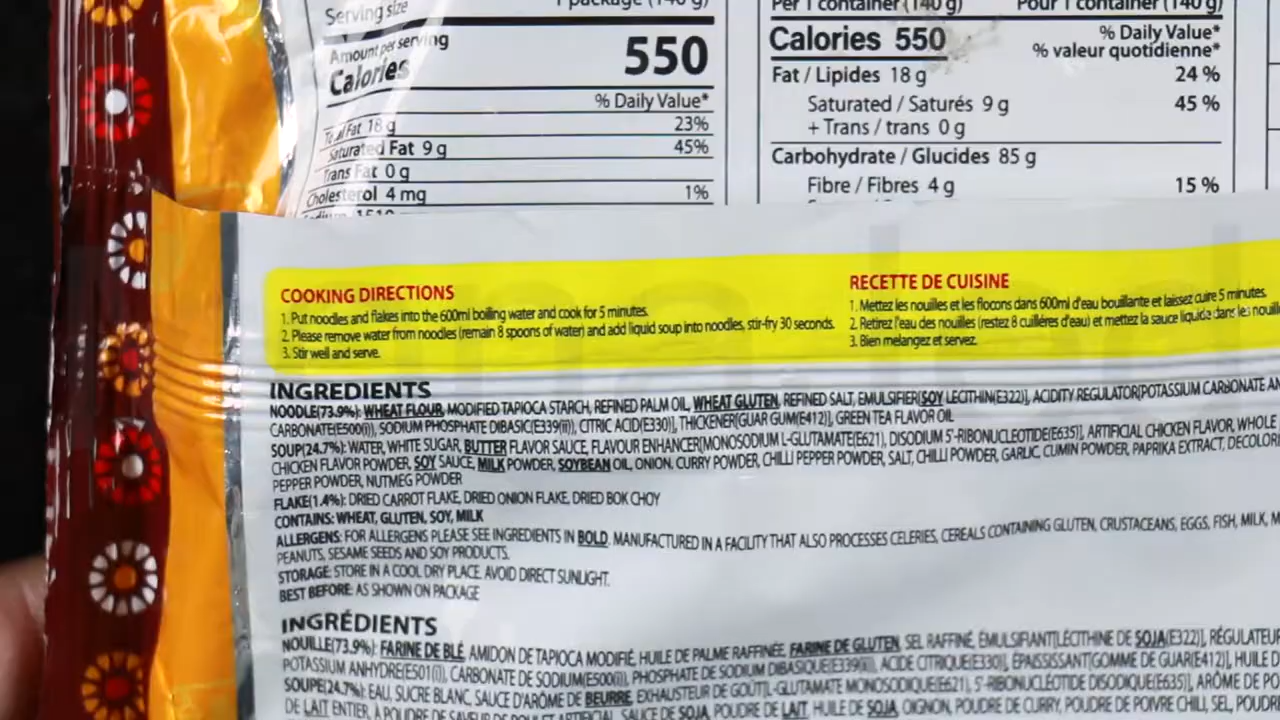 Serving size
1 package (140 g)
Amount per serving
Calories 550
% Daily Value*
Total Fat 18 g 23%
Saturated Fat 9 g 45%
Trans Fat 0 g
Cholesterol 4 mg 1%
Per 1 container (140 g) Pour 1 container (140 g)
Calories 550
% Daily Value*
% valeur quotidienne*
Fat / Lipides 18 g 24 %
Saturated / Saturés 9 g 45 %
+ Trans / trans 0 g
Carbohydrate / Glucides 85 g
Fibre / Fibres 4 g 15 %
COOKING DIRECTIONS
1. Put noodles and flakes into the 600ml boiling water and cook for 5 minutes.
2. Please remove water from noodles (remain 8 spoons of water) and add liquid soup into noodles, stir-fry 30 seconds.
3. Stir well and serve.
RECETTE DE CUISINE
1. Mettez les nouilles et les flocons dans 600ml d'eau bouillante et laissez cuire 5 minutes.
2. Retirez l'eau des nouilles (restez 8 cuilléres d'eau) et mettez la sauce liquide dans les
3. Bien melangez et servez.
INGREDIENTS
NOODLE(73.9%): WHEAT FLOUR, MODIFIED TAPIOCA STARCH, REFINED PALM OIL, WHEAT GLUTEN, REFINED SALT, EMULSIFIER[SOY LECITHIN(E322)], ACIDITY REGULATOR[POTASSIUM CARBONATE
CARBONATE(E500(i)), SODIUM PHOSPHATE DIBASIC(E339(ii)), CITRIC ACID(E330)], THICKENER[GUAR GUM(E412)], GREEN TEA FLAVOR OIL
SOUP(24.7%): WATER, WHITE SUGAR, BUTTER FLAVOR SAUCE, FLAVOUR ENHANCER[MONOSODIUM L-GLUTAMATE(E621), DISODIUM 5'-RIBONUCLEOTIDE(E635)], ARTIFICIAL CHICKEN FLAVOR, WHOLE
CHICKEN FLAVOR POWDER, SOY SAUCE, MILK POWDER, SOYBEAN OIL, ONION, CURRY POWDER, CHILLI PEPPER POWDER, SALT, CHILLI POWDER, GARLIC, CUMIN POWDER, PAPRIKA EXTRACT,
PEPPER POWDER, NUTMEG POWDER
FLAKE(1.4%): DRIED CARROT FLAKE, DRIED ONION FLAKE, DRIED BOK CHOY
CONTAINS: WHEAT, GLUTEN, SOY, MILK
ALLERGENS: FOR ALLERGENS PLEASE SEE INGREDIENTS IN BOLD. MANUFACTURED IN A FACILITY THAT ALSO PROCESSES CELERIES, CEREALS CONTAINING GLUTEN, CRUSTACEANS, EGGS, FISH, MILK,
PEANUTS, SESAME SEEDS AND SOY PRODUCTS.
STORAGE: STORE IN A COOL DRY PLACE. AVOID DIRECT SUNLIGHT.
BEST BEFORE: AS SHOWN ON PACKAGE
INGRÉDIENTS
NOUILLE(73.9%): FARINE DE BLÉ, AMIDON DE TAPIOCA MODIFIÉ, HUILE DE PALME RAFFINÉE, FARINE DE GLUTEN, SEL RAFFINÉ, ÉMULSIFIANT[LÉCITHINE DE SOJA(E322)], RÉGULATEUR
POTASSIUM ANHYDRE(E501(i)), CARBONATE DE SODIUM(E500(i)), PHOSPHATE DE SODIUM DIBASIQUE(E339(ii)), ACIDE CITRIQUE(E330)], ÉPAISSISSANT[GOMME DE GUAR(E412)],
SOUPE(24.7%): EAU, SUCRE BLANC, SAUCE D'ARÔME DE BEURRE, EXHAUSTEUR DE GOÛT[L-GLUTAMATE MONOSODIQUE(E621), 5'-RIBONUCLÉOTIDE DISODIQUE(E635)],
DE LAIT ENTIER, SAUCE DE SOJA, POUDRE DE LAIT, HUILE DE SOJA, OIGNON, POUDRE DE CURRY, POUDRE DE POIVRE CHILI, SEL,